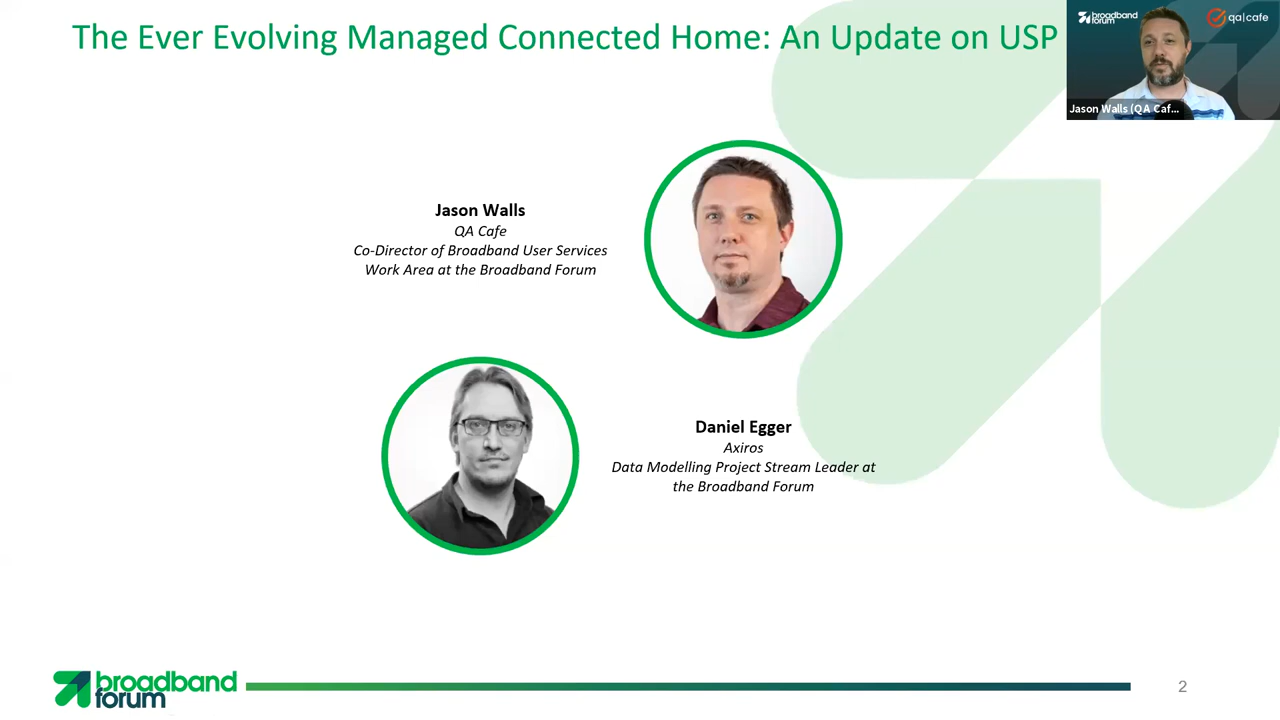 The Ever Evolving Managed Connected Home: An Update on USP
broadband
forum
qa|cafe
Jason Walls (QA Caf...
Jason Walls
QA Cafe
Co-Director of Broadband User Services
Work Area at the Broadband Forum
Daniel Egger
Axiros
Data Modelling Project Stream Leader at
the Broadband Forum
broadband
forum
2